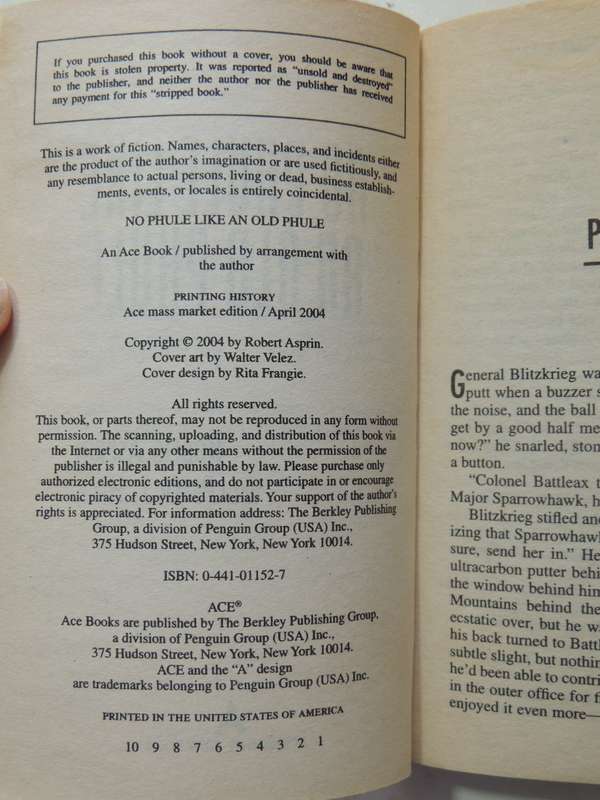 If you purchased this book without a cover, you should be aware that
this book is stolen property. It was reported as "unsold and destroyed"
to the publisher, and neither the author nor the publisher has received
any payment for this "stripped book."
This is a work of fiction. Names, characters, places, and incidents either
are the product of the author's imagination or are used fictitiously, and
any resemblance to actual persons, living or dead, business establish-
ments, events, or locales is entirely coincidental.
NO PHULE LIKE AN OLD PHULE
An Ace Book / published by arrangement with
the author
PRINTING HISTORY
Ace mass market edition / April 2004
Copyright © 2004 by Robert Asprin.
Cover art by Walter Velez.
Cover design by Rita Frangie.
All rights reserved.
This book, or parts thereof, may not be reproduced in any form without
permission. The scanning, uploading, and distribution of this book via
the Internet or via any other means without the permission of the
publisher is illegal and punishable by law. Please purchase only
authorized electronic editions, and do not participate in or encourage
electronic piracy of copyrighted materials. Your support of the author's
rights is appreciated. For information address: The Berkley Publishing
Group, a division of Penguin Group (USA) Inc.,
375 Hudson Street, New York, New York 10014.
ISBN: 0-441-01152-7
ACE®
Ace Books are published by The Berkley Publishing Group,
a division of Penguin Group (USA) Inc.,
375 Hudson Street, New York, New York 10014.
ACE and the "A" design
are trademarks belonging to Penguin Group (USA) Inc.
PRINTED IN THE UNITED STATES OF AMERICA
10 9 8 7 6 5 4 3 2 1
P
General Blitzkrieg wa
putt when a buzzer s
the noise, and the ball
get by a good half me
now?" he snarled, ston
a button.
"Colonel Battleax t
Major Sparrowhawk, h
Blitzkrieg stifled and
izing that Sparrowhawl
sure, send her in." He
ultracarbon putter behi
the window behind him
Mountains behind the
ecstatic over, but he w
his back turned to Battl
subtle slight, but nothin
he'd been able to contri
in the outer office for fi
enjoyed it even more—